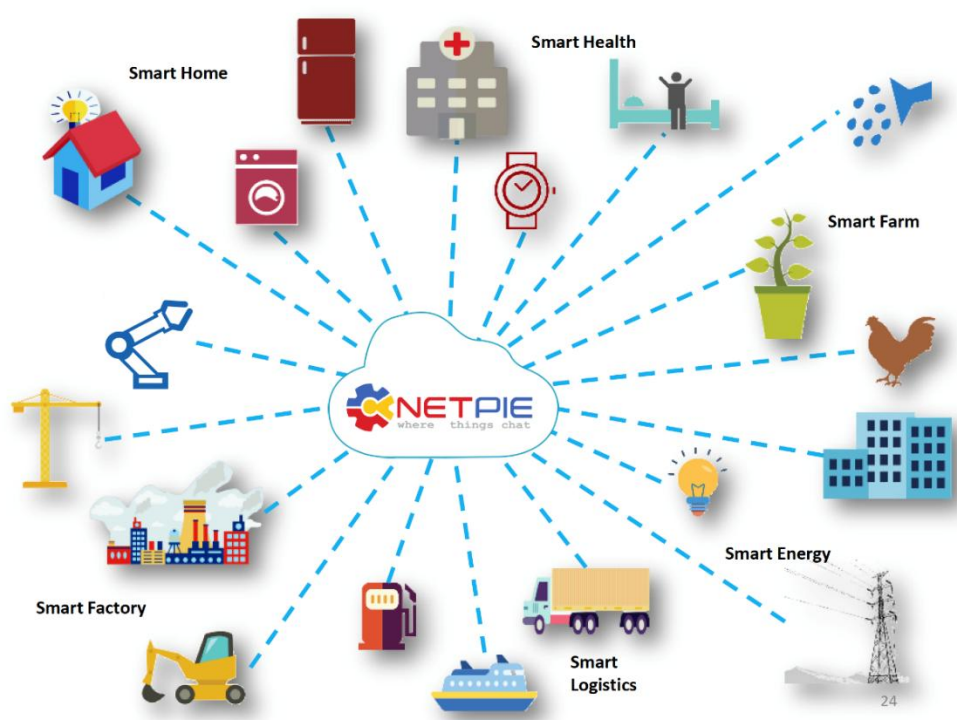 Smart Home
Smart Health
Smart Farm
NETPIE
where things chat
Smart Energy
Smart Factory
Smart
Logistics
24